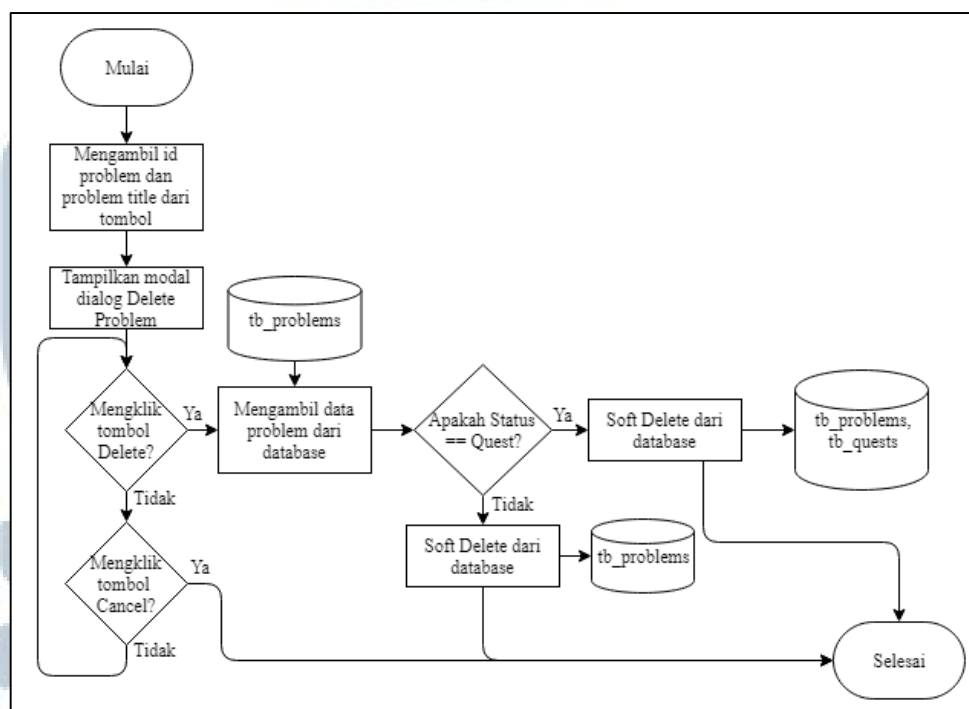 Mulai
Mengambil id
problem dan
problem title dari
tombol
Tampilkan modal
dialog Delete
Problem
tb_problems
Mengklik
tombol
Delete?
Ya
Mengambil data
problem dari
database
Apakah Status
== Quest?
Ya
Soft Delete dari
database
tb_problems,
tb_quests
Tidak
Tidak
Soft Delete dari
database
tb_problems
Mengklik
tombol
Cancel?
Ya
Tidak
Selesai